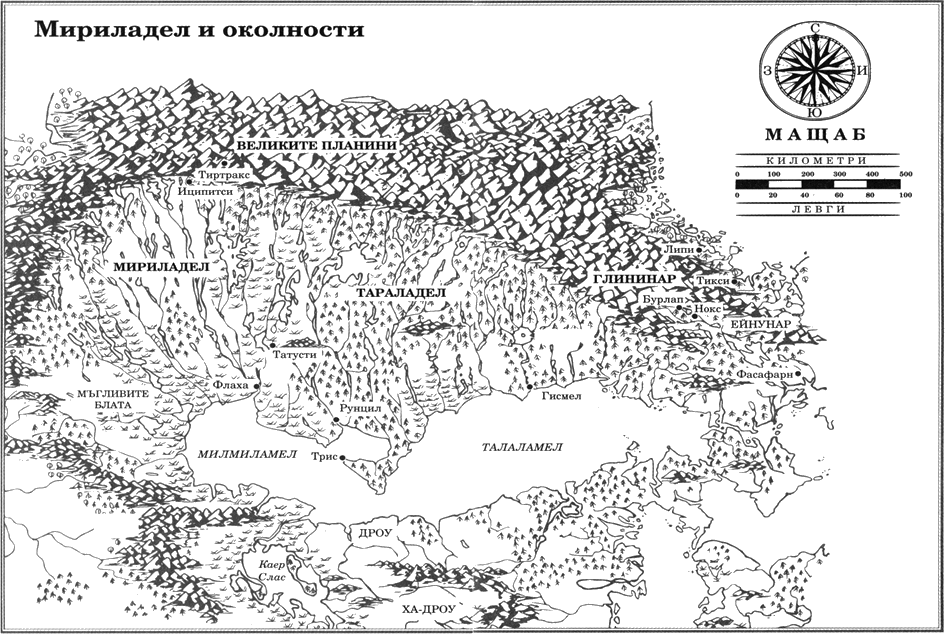 Мириладел и околности
С
З
И
Ю
МАЩАБ
КИЛОМЕТРИ
0 100 200 300 400 500
0 20 40 60 80 100
ЛЕВГИ
ВЕЛИКИТЕ ПЛАНИНИ
Тиртракс
Иципитси
Липи
МИРИЛАДЕЛ
ГЛИНИНАР
Тикси
ТАРАЛАДЕЛ
Бурлап
Нокс
ЕЙНУНАР
Татусти
Фасафарн
Флаха
МЪГЛИВИТЕ
БЛАТА
Гисмел
Рунцил
МИЛМИЛАМЕЛ
Трис
ТАЛАЛАМЕЛ
ДРОУ
Каер
Слас
ХА-ДРОУ